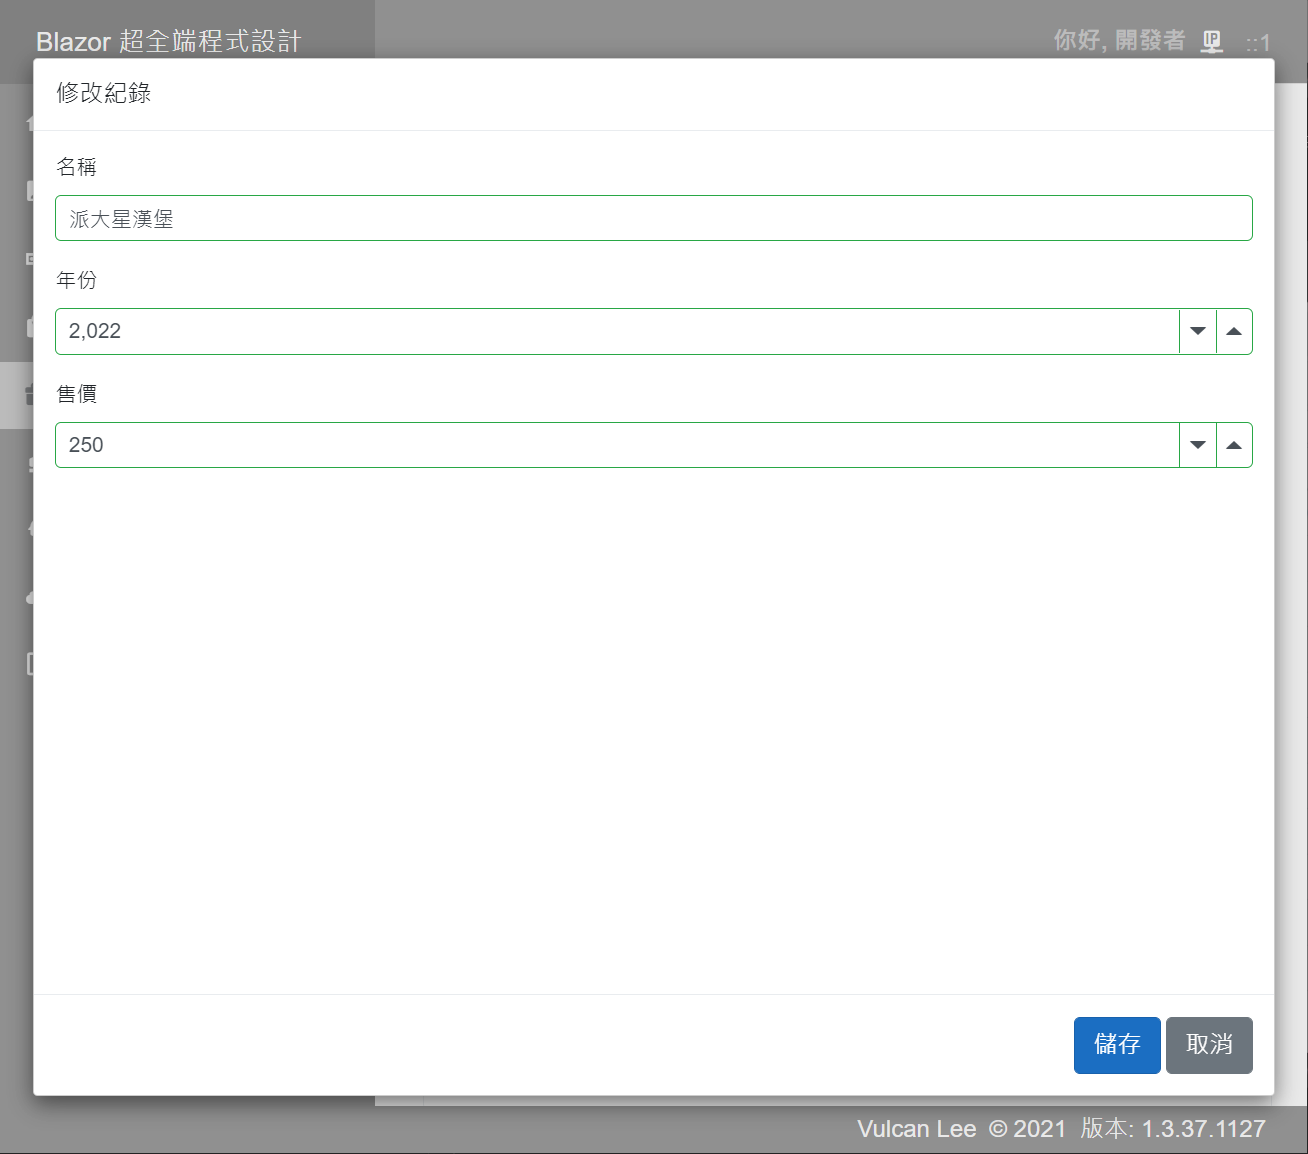 Blazor 超全端程式設計
你好, 開發者 IP ::1
修改紀錄
名稱
派大星漢堡
年份
2,022
售價
250
儲存 取消
Vulcan Lee © 2021 版本: 1.3.37.1127